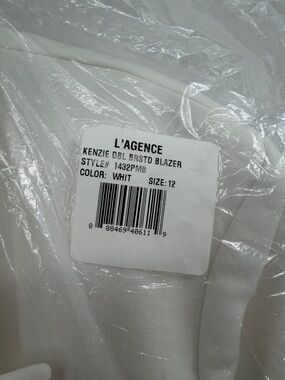 L'AGENCE
KENZIE DBL BRSTD BLAZER
STYLE# 1432PMB
COLOR: WHIT SIZE: 12
8 88469 40611 9